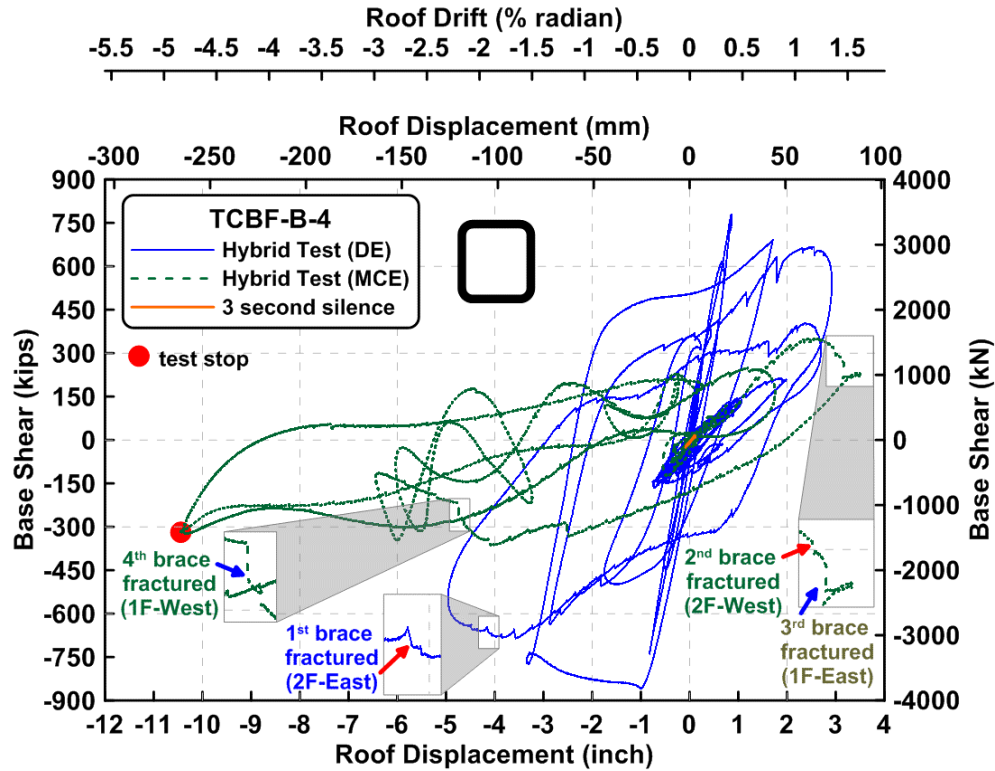 Roof Drift (% radian)
-5.5 -5 -4.5 -4 -3.5 -3 -2.5 -2 -1.5 -1 -0.5 0 0.5 1 1.5
Roof Displacement (mm)
-300 -250 -200 -150 -100 -50 0 50 100
900
750
600
450
300
150
0
-150
-300
-450
-600
-750
-900
Base Shear (kips)
TCBF-B-4
Hybrid Test (DE)
Hybrid Test (MCE)
3 second silence
test stop
4th brace
fractured
(1F-West)
1st brace
fractured
(2F-East)
2nd brace
fractured
(2F-West)
3rd brace
fractured
(1F-East)
4000
3000
2000
1000
0
-1000
-2000
-3000
-4000
Base Shear (kN)
-12 -11 -10 -9 -8 -7 -6 -5 -4 -3 -2 -1 0 1 2 3 4
Roof Displacement (inch)